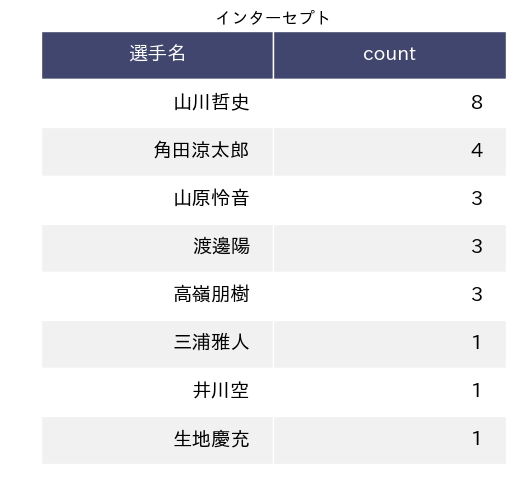 インターセプト
選手名 count
山川哲史 8
角田涼太郎 4
山原怜音 3
渡邊陽 3
高嶺朋樹 3
三浦雅人 1
井川空 1
生地慶充 1